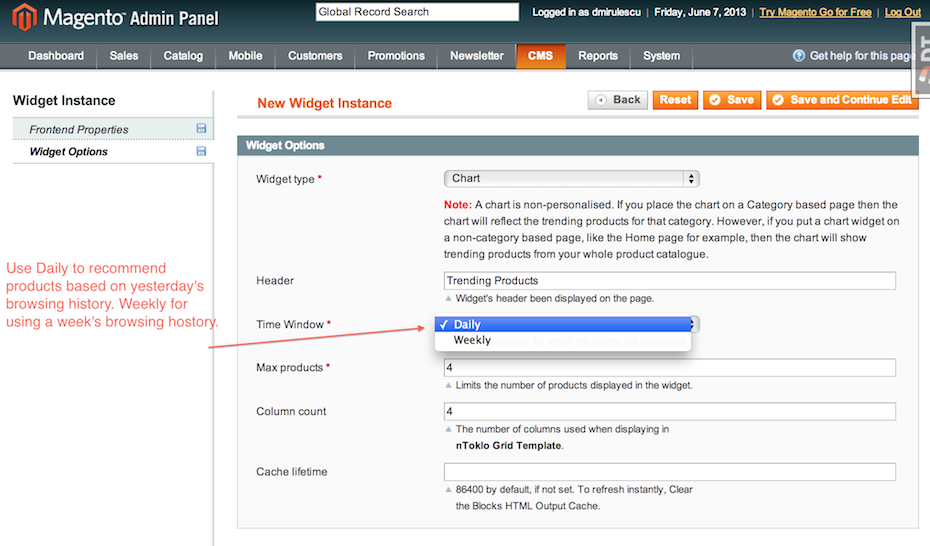 Magento Admin Panel
Global Record Search
Logged in as dmirulescu | Friday, June 7, 2013 | Try Magento Go for Free | Log Out
Dashboard Sales Catalog Mobile Customers Promotions Newsletter CMS Reports System
Get help for this page
Widget Instance
Frontend Properties
Widget Options
New Widget Instance
Back Reset Save Save and Continue Edit
Widget Options
Widget type *
Chart
Note: A chart is non-personalised. If you place the chart on a Category based page then the
chart will reflect the trending products for that category. However, if you put a chart widget on
a non-category based page, like the Home page for example, then the chart will show
trending products from your whole product catalogue.
Use Daily to recommend
products based on yesterday's
browsing history. Weekly for
using a week's browsing hostory.
Header
Trending Products
Widget's header been displayed on the page.
Time Window *
Daily
Weekly
Max products *
4
Limits the number of products displayed in the widget.
Column count
4
The number of columns used when displaying in
nToklo Grid Template.
Cache lifetime
86400 by default, if not set. To refresh instantly, Clear
the Blocks HTML Output Cache.